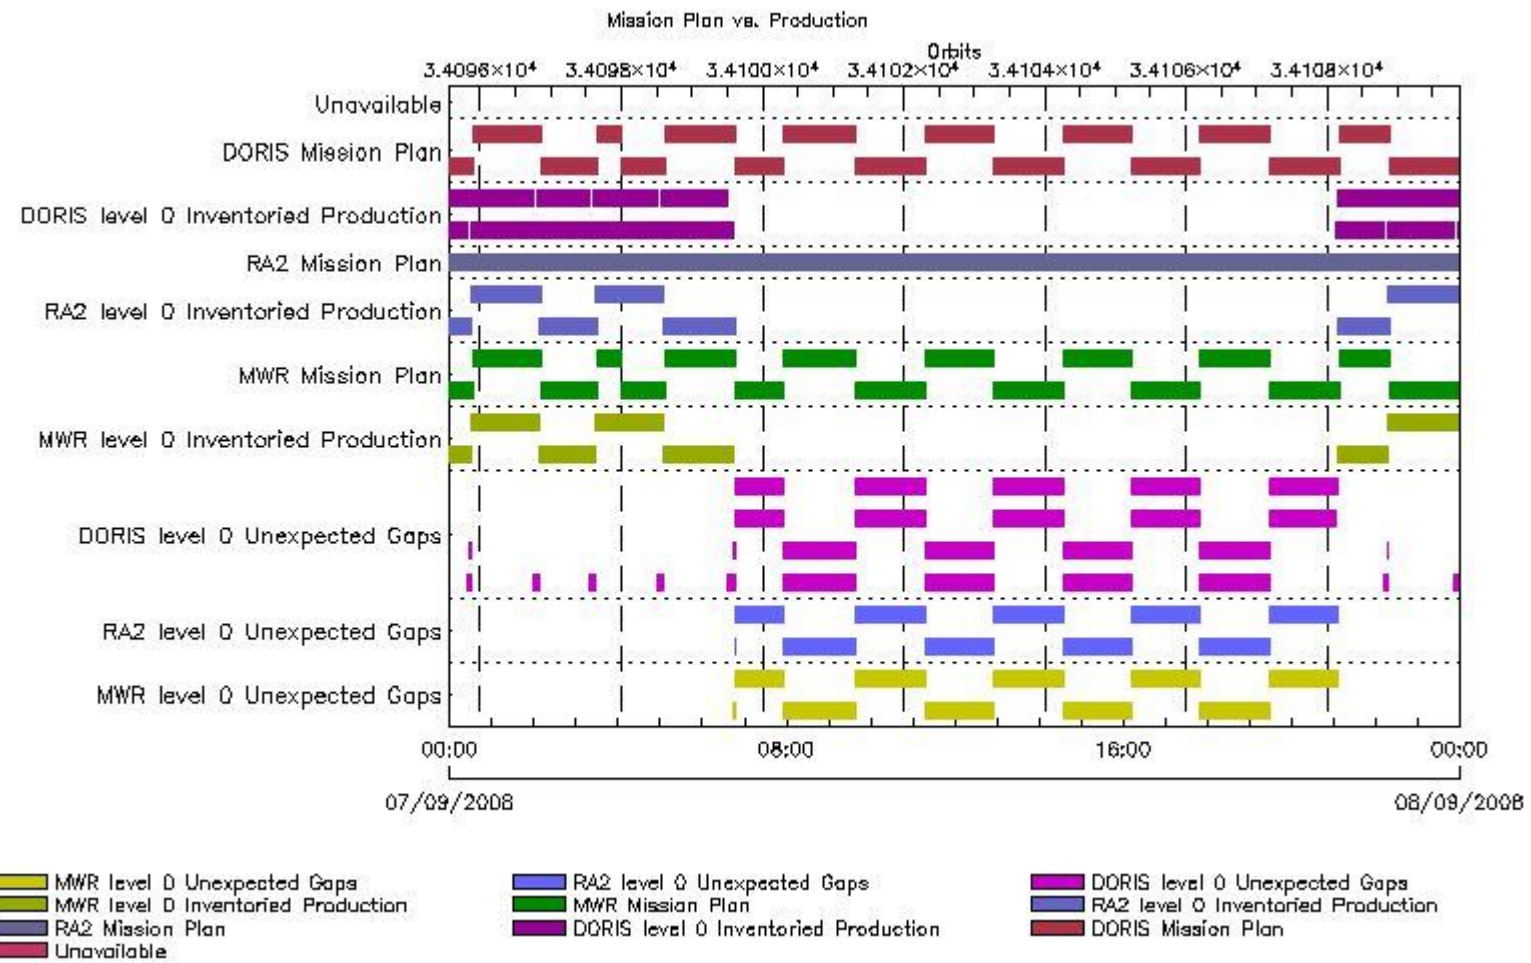 Mission Plan vs. Production
Orbits
3.4096×10⁴ 3.4098×10⁴ 3.4100×10⁴ 3.4102×10⁴ 3.4104×10⁴ 3.4106×10⁴ 3.4108×10⁴
Unavailable
DORIS Mission Plan
DORIS level 0 Inventoried Production
RA2 Mission Plan
RA2 level 0 Inventoried Production
MWR Mission Plan
MWR level 0 Inventoried Production
DORIS level 0 Unexpected Gaps
RA2 level 0 Unexpected Gaps
MWR level 0 Unexpected Gaps
00:00 08:00 16:00 00:00
07/09/2008 08/09/2008
MWR level 0 Unexpected Gaps RA2 level 0 Unexpected Gaps DORIS level 0 Unexpected Gaps
MWR level 0 Inventoried Production MWR Mission Plan RA2 level 0 Inventoried Production
RA2 Mission Plan DORIS level 0 Inventoried Production DORIS Mission Plan
Unavailable